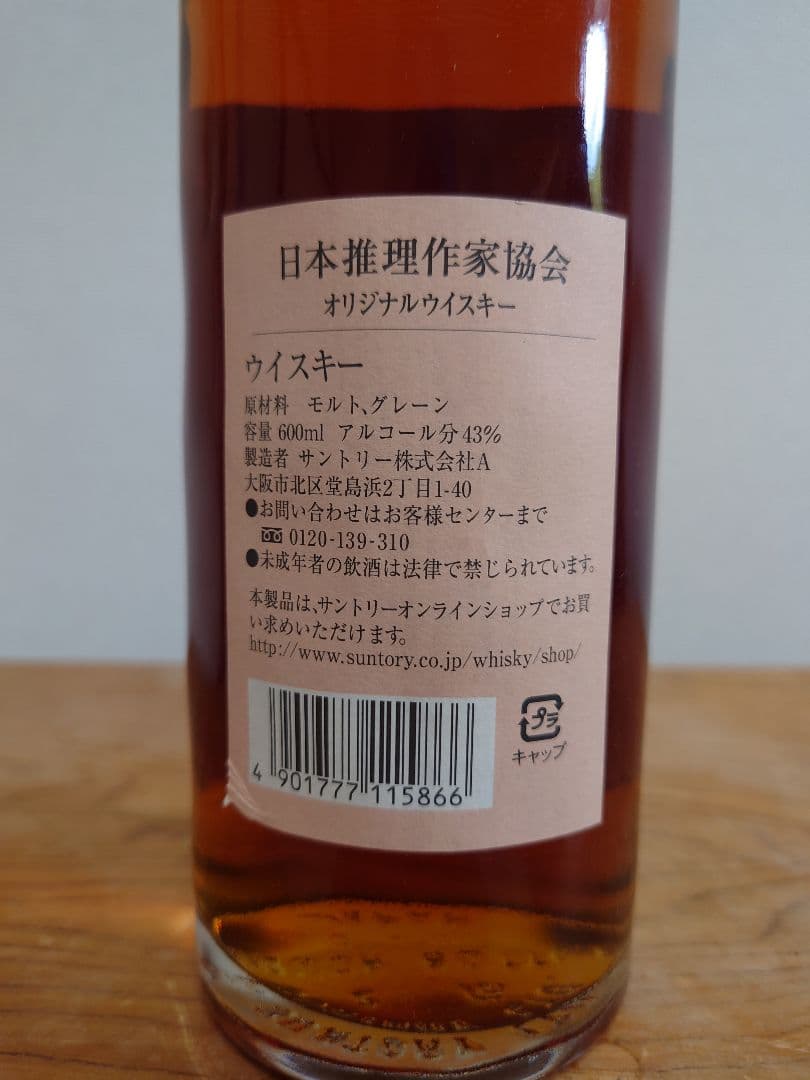 日本推理作家協会
オリジナルウイスキー
ウイスキー
原材料　モルト、グレーン
容量 600ml アルコール分 43%
製造者 サントリー株式会社A
大阪市北区堂島浜2丁目1-40
●お問い合わせはお客様センターまで
0120-139-310
●未成年者の飲酒は法律で禁じられています。
本製品は、サントリーオンラインショップでお買
い求めいただけます。
http://www.suntory.co.jp/whisky/shop/
4 901777 115866
プラ
キャップ